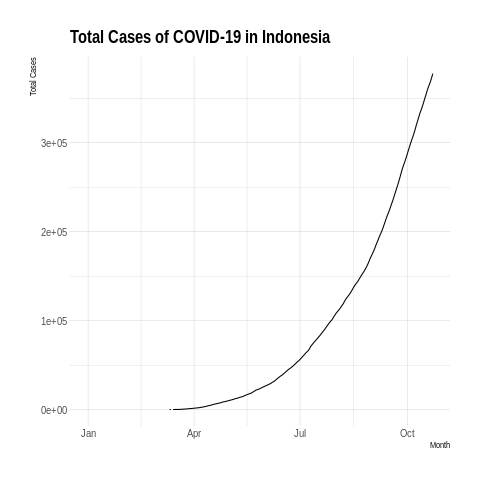 Total Cases of COVID-19 in Indonesia
Total Cases
3e+05
2e+05
1e+05
0e+00
Jan Apr Jul Oct
Month